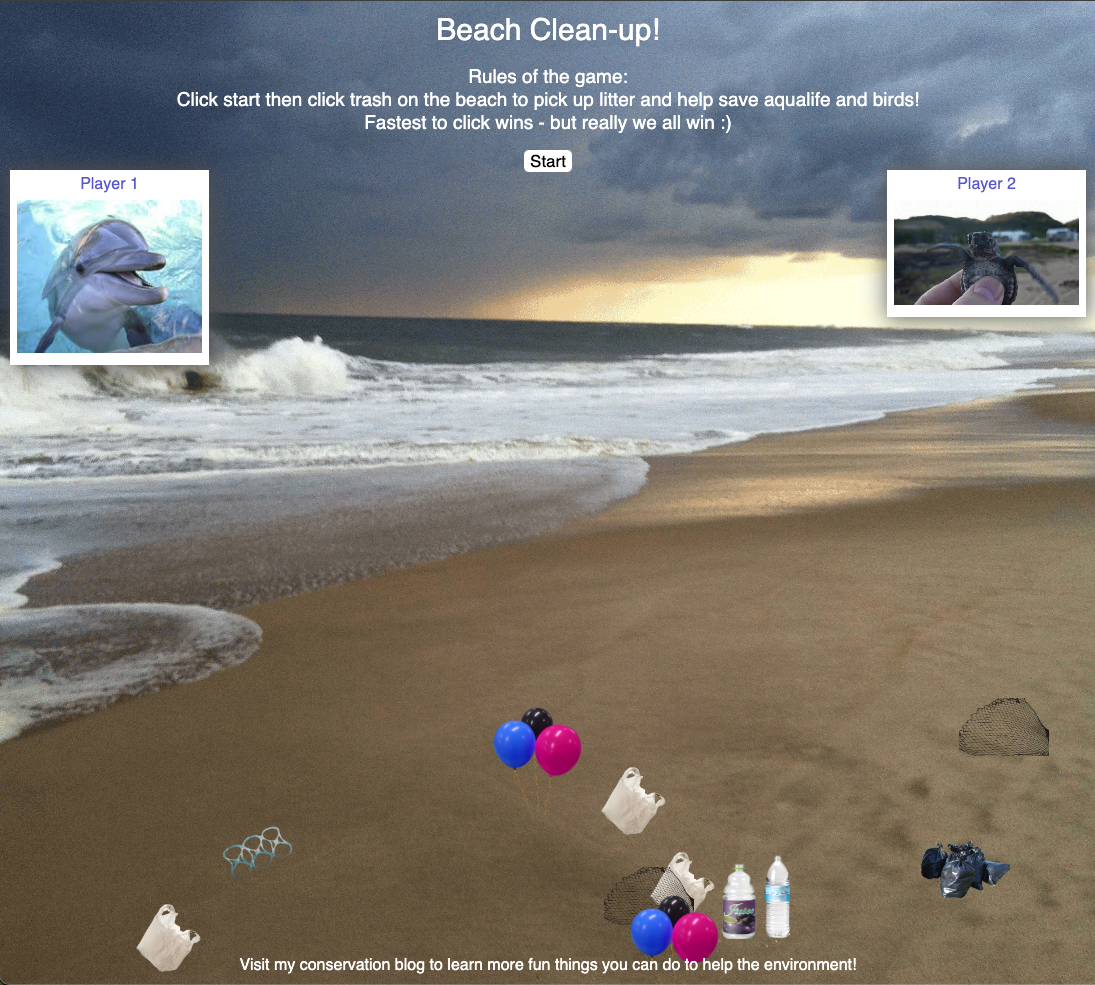 Beach Clean-up!
Rules of the game:
Click start then click trash on the beach to pick up litter and help save aqualife and birds!
Fastest to click wins - but really we all win :)
Start
Player 1
Player 2
Visit my conservation blog to learn more fun things you can do to help the environment!